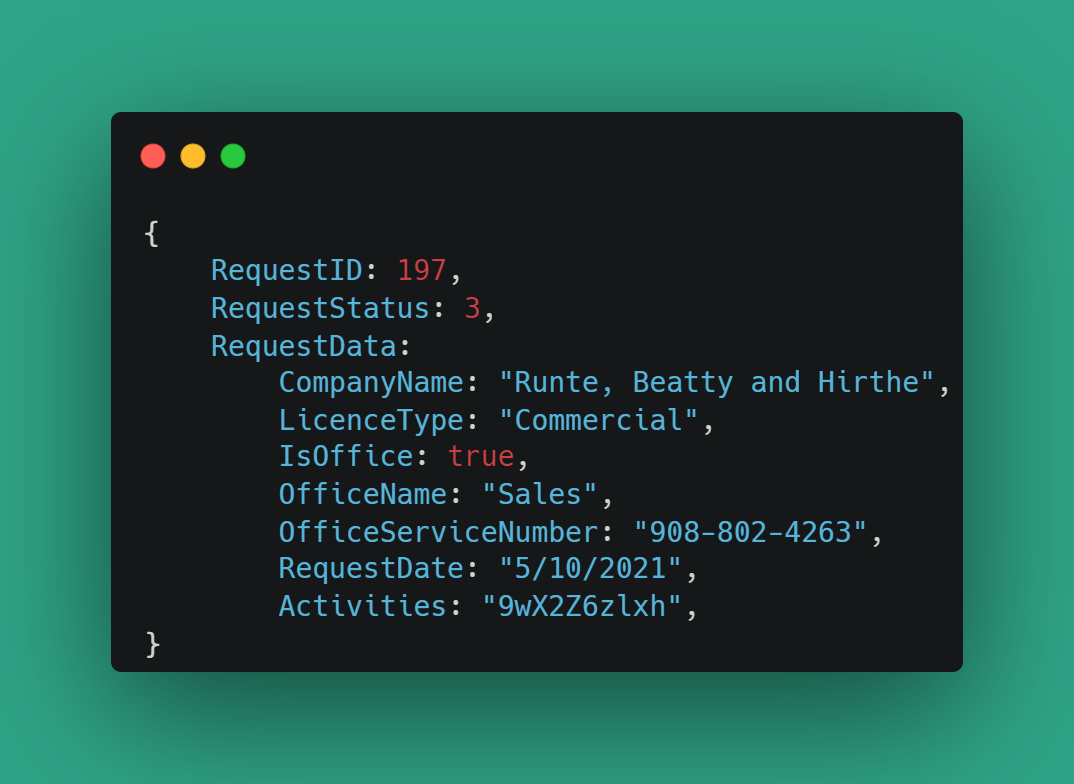 {
    RequestID: 197,
    RequestStatus: 3,
    RequestData:
        CompanyName: "Runte, Beatty and Hirthe",
        LicenceType: "Commercial",
        IsOffice: true,
        OfficeName: "Sales",
        OfficeServiceNumber: "908-802-4263",
        RequestDate: "5/10/2021",
        Activities: "9wX2Z6zlxh",
}